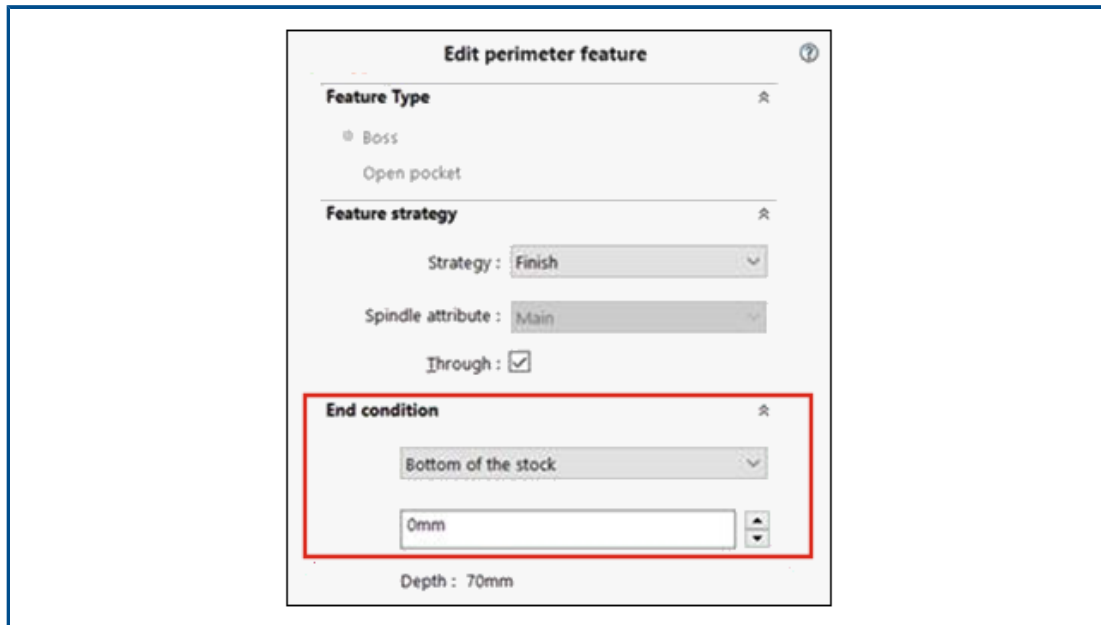 Edit perimeter feature
Feature Type
Boss
Open pocket
Feature strategy
Strategy : Finish
Spindle attribute : Main
Through : 
End condition
Bottom of the stock
0mm
Depth : 70mm